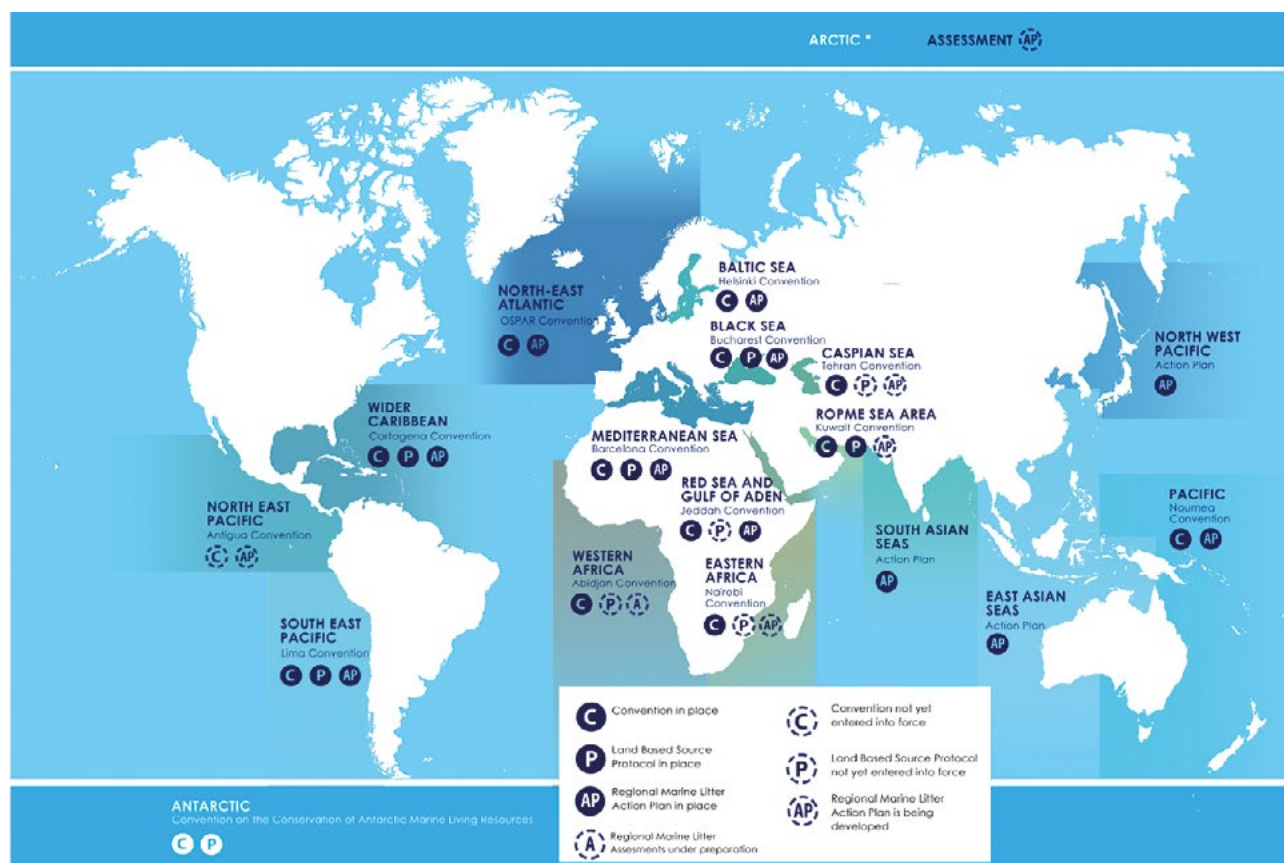 ARCTIC *
ASSESSMENT AP
BALTIC SEA
Helsinki Convention
C AP
NORTH-EAST
ATLANTIC
OSPAR Convention
C AP
BLACK SEA
Bucharest Convention
C P AP
CASPIAN SEA
Tehran Convention
C P AP
NORTH WEST
PACIFIC
Action Plan
AP
WIDER
CARIBBEAN
Cartagena Convention
C P AP
MEDITERRANEAN SEA
Barcelona Convention
C P AP
ROPME SEA AREA
Kuwait Convention
C P AP
RED SEA AND
GULF OF ADEN
Jeddah Convention
C P AP
NORTH EAST
PACIFIC
Antigua Convention
C AP
PACIFIC
Noumea
Convention
C AP
SOUTH ASIAN
SEAS
Action Plan
AP
WESTERN
AFRICA
Abidjan Convention
C P A
EASTERN
AFRICA
Nairobi
Convention
C P AP
EAST ASIAN
SEAS
Action Plan
AP
SOUTH EAST
PACIFIC
Lima Convention
C P AP
C Convention in place
P Land Based Source
Protocol in place
AP Regional Marine Litter
Action Plan in place
A Regional Marine Litter
Assesments under preparation
C Convention not yet
entered into force
P Land Based Source Protocol
not yet entered into force
AP Regional Marine Litter
Action Plan is being
developed
ANTARCTIC
Convention on the Conservation of Antarctic Marine Living Resources
C P